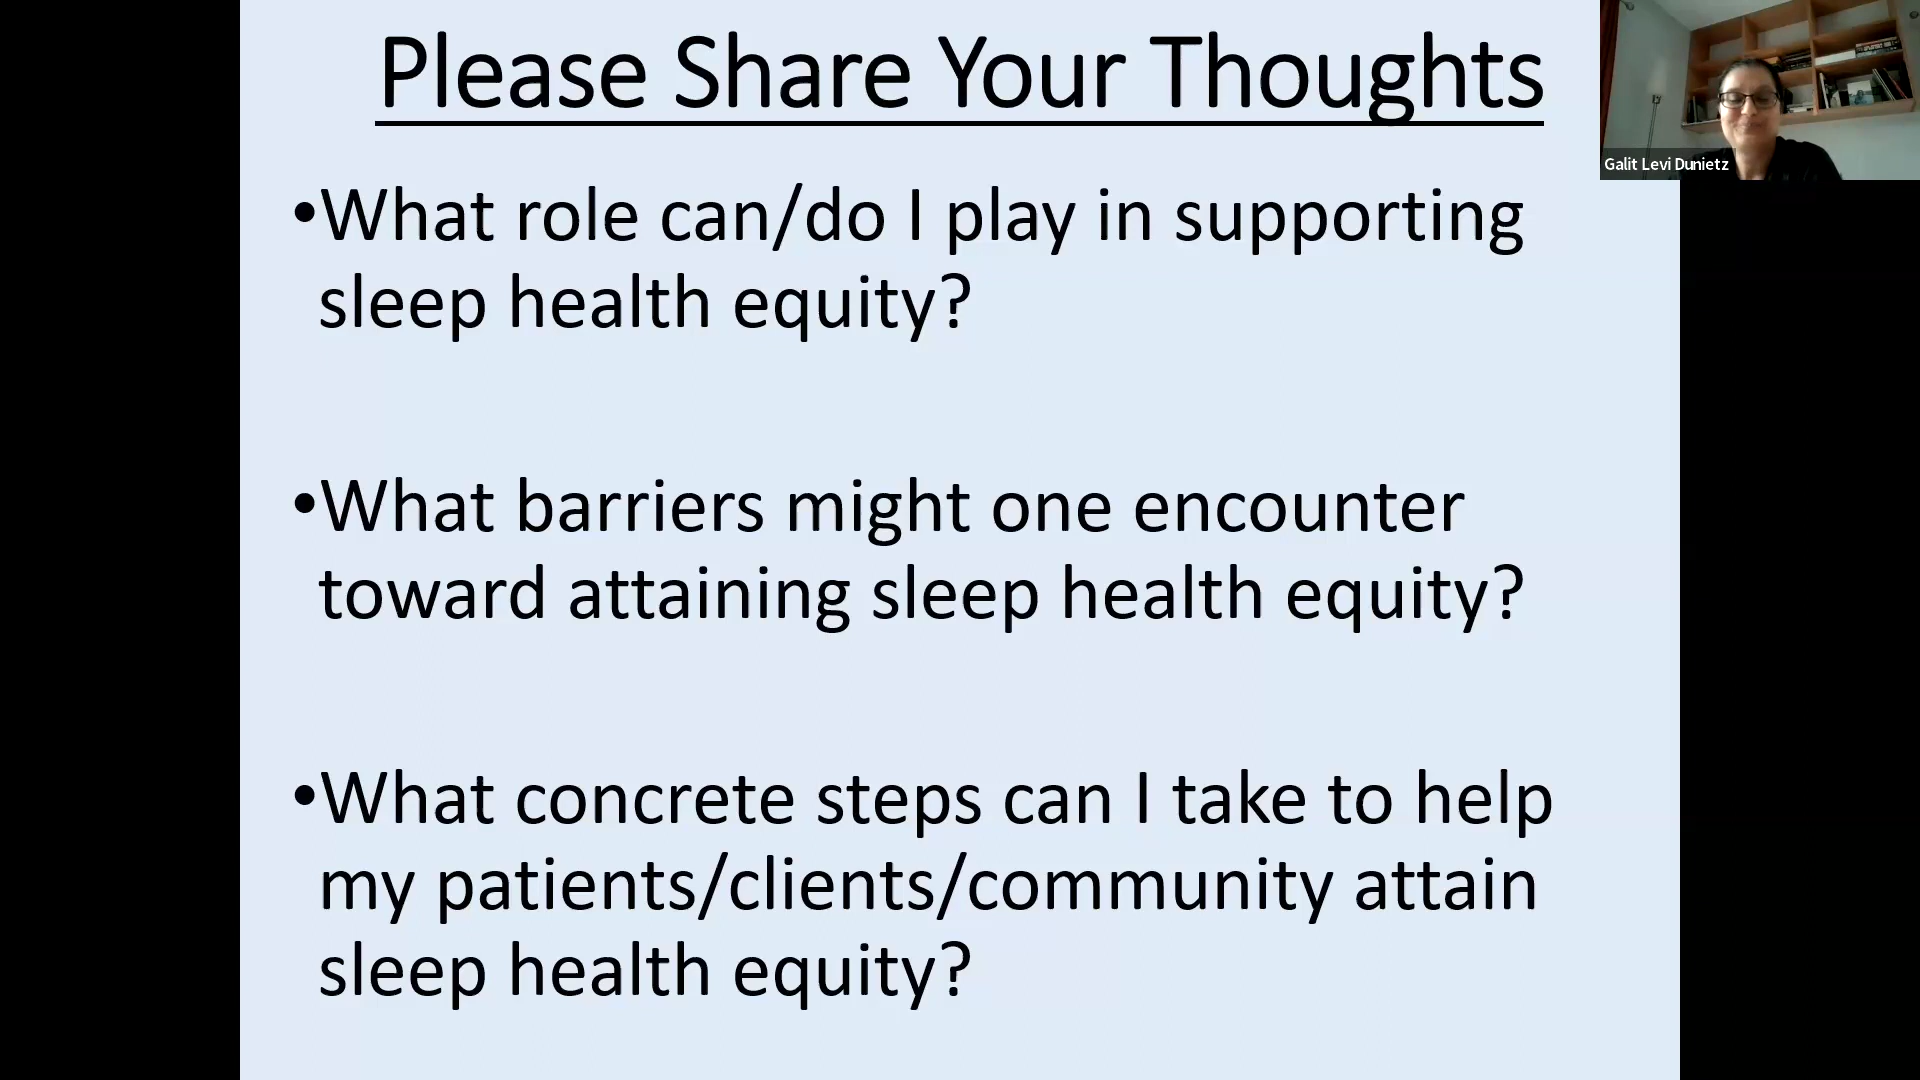 Please Share Your Thoughts
Galit Levi Dunietz
•What role can/do I play in supporting
sleep health equity?
•What barriers might one encounter
toward attaining sleep health equity?
•What concrete steps can I take to help
my patients/clients/community attain
sleep health equity?